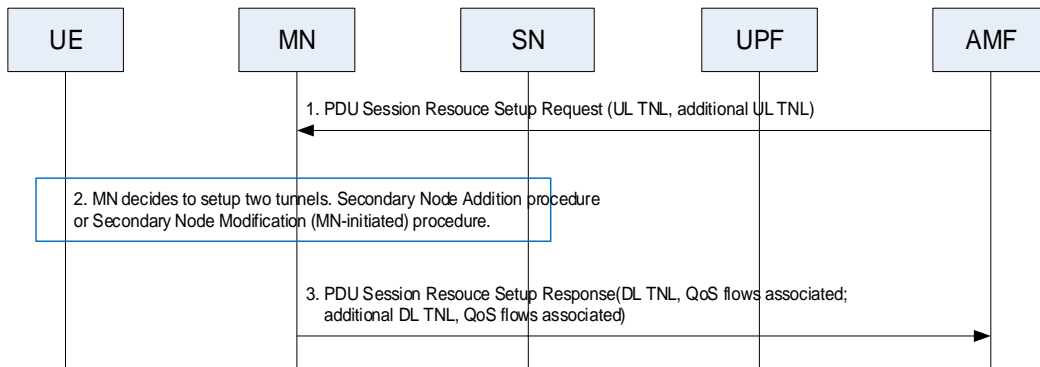 UE
MN
SN
UPF
AMF
1. PDU Session Resouce Setup Request (UL TNL, additional UL TNL)
2. MN decides to setup two tunnels. Secondary Node Addition procedure
or Secondary Node Modification (MN-initiated) procedure.
3. PDU Session Resouce Setup Response(DL TNL, QoS flows associated;
additional DL TNL, QoS flows associated)